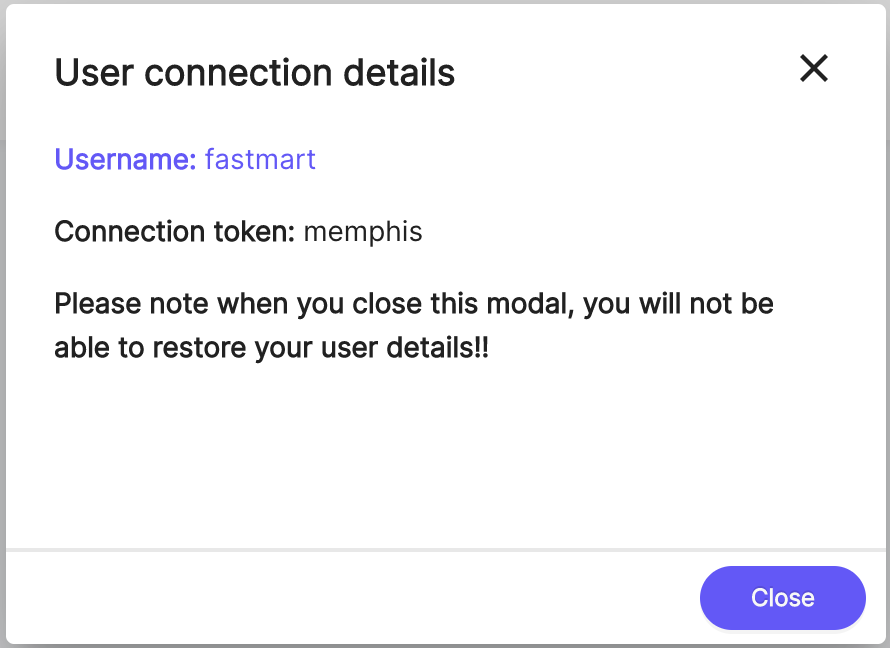 User connection details
Username: fastmart
Connection token: memphis
Please note when you close this modal, you will not be
able to restore your user details!!
Close